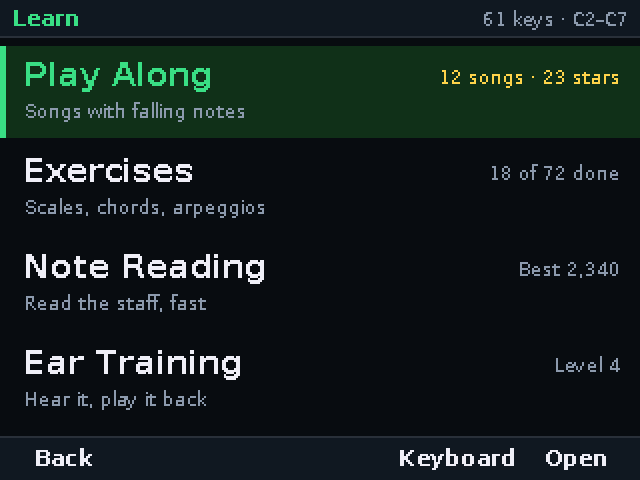 Learn
61 keys · C2–C7
Play Along
12 songs · 23 stars
Songs with falling notes
Exercises
18 of 72 done
Scales, chords, arpeggios
Note Reading
Best 2,340
Read the staff, fast
Ear Training
Level 4
Hear it, play it back
Back
Keyboard
Open